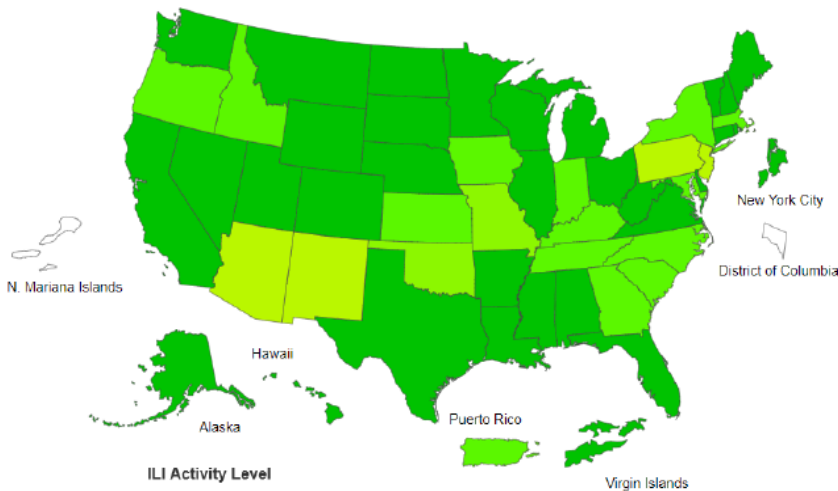 New York City
District of Columbia
N. Mariana Islands
Hawaii
Alaska
Puerto Rico
ILI Activity Level
Virgin Islands